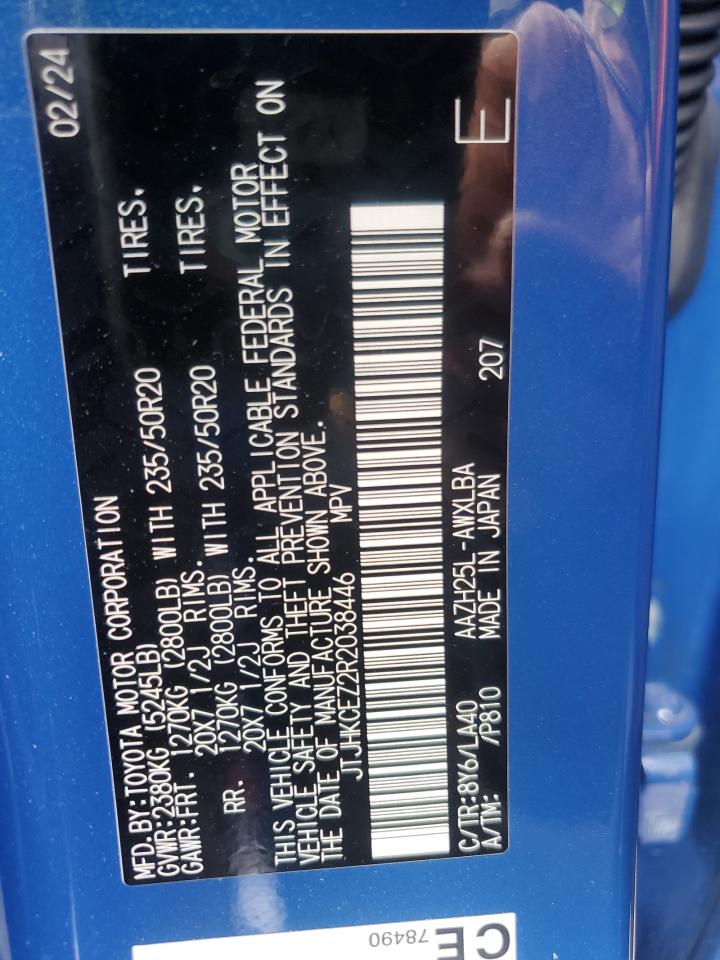 MFD.BY:TOYOTA MOTOR CORPORATION 02/24
GVWR:2380KG (5245LB)
GAWR:FRT. 1270KG (2800LB) WITH 235/50R20 TIRES.
20X7 1/2J RIMS.
RR. 1270KG (2800LB) WITH 235/50R20 TIRES.
20X7 1/2J RIMS.
THIS VEHICLE CONFORMS TO ALL APPLICABLE FEDERAL MOTOR
VEHICLE SAFETY AND THEFT PREVENTION STANDARDS IN EFFECT ON
THE DATE OF MANUFACTURE SHOWN ABOVE.
JTJHKCEZ2R2038446 MPV
C/TR:8Y6/LA40 AAZH25L-AWXLBA E
A/TM: /P810 MADE IN JAPAN 207
CE
78490